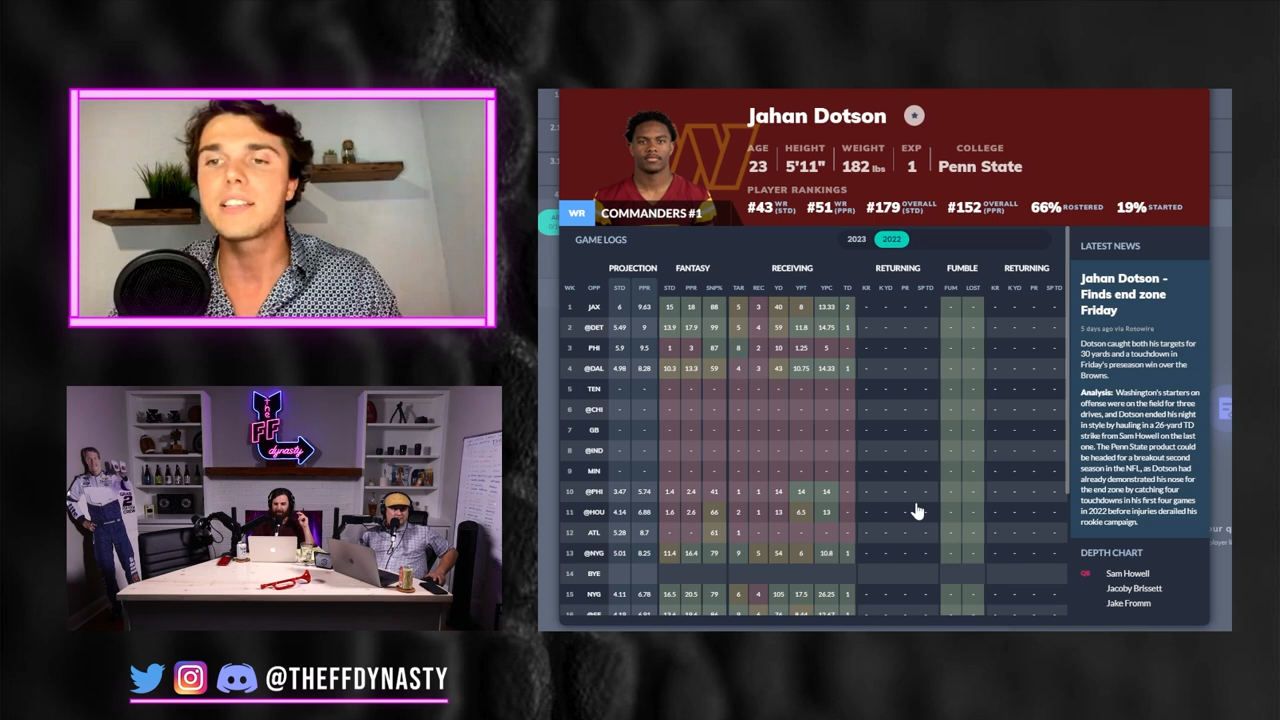 Jahan Dotson
AGE HEIGHT WEIGHT EXP COLLEGE
23 5'11" 182 lbs 1 Penn State
PLAYER RANKINGS
#43 WR (STD) #51 WR (PPR) #179 OVERALL (STD) #152 OVERALL (PPR) 66% ROSTERED 19% STARTED
WR COMMANDERS #1
GAME LOGS 2023 2022
PROJECTION FANTASY RECEIVING RETURNING FUMBLE RETURNING
WK OPP STD PPR STD PPR SNP% TAR REC YD YPT YPC TD KR KYD PR SPTD FUM LOST KR KYD PR SPTD
1 JAX 6 9.63 15 18 88 5 3 40 8 13.33 2 - - - - - - - - - -
2 @DET 5.49 9 13.9 17.9 99 5 4 59 11.8 14.75 1 - - - - - - - - - -
3 PHI 5.9 9.5 1 3 87 8 2 10 1.25 5 - - - - - - - - - - -
4 @DAL 4.98 8.28 10.3 13.3 59 4 3 43 10.75 14.33 1 - - - - - - - - - -
5 TEN - - - - - - - - - - - - - - - - - - - - -
6 @CHI - - - - - - - - - - - - - - - - - - - - -
7 GB - - - - - - - - - - - - - - - - - - - - -
8 @IND - - - - - - - - - - - - - - - - - - - - -
9 MIN - - - - - - - - - - - - - - - - - - - - -
10 @PHI 3.47 5.74 1.4 2.4 41 1 1 14 14 14 - - - - - - - - - - -
11 @HOU 4.14 6.88 1.6 2.6 66 2 1 13 6.5 13 - - - - - - - - - - -
12 ATL 5.28 8.7 - - 61 1 - - - - - - - - - - - - - - -
13 @NYG 5.01 8.25 11.4 16.4 79 9 5 54 6 10.8 1 - - - - - - - - - -
14 BYE
15 NYG 4.11 6.78 16.5 20.5 79 6 4 105 17.5 26.25 1 - - - - - - - - - -
LATEST NEWS
Jahan Dotson -
Finds end zone
Friday
5 days ago via Rotowire
Dotson caught both his targets for
30 yards and a touchdown in
Friday's preseason win over the
Browns.
Analysis: Washington's starters on
offense were on the field for three
drives, and Dotson ended his night
in style by hauling in a 26-yard TD
strike from Sam Howell on the last
one. The Penn State product could
be headed for a breakout second
season in the NFL, as Dotson had
already demonstrated his nose for
the end zone by catching four
touchdowns in his first four games
in 2022 before injuries derailed his
rookie campaign.
DEPTH CHART
QB Sam Howell
Jacoby Brissett
Jake Fromm
the
FF
dynasty
@THEFFDYNASTY